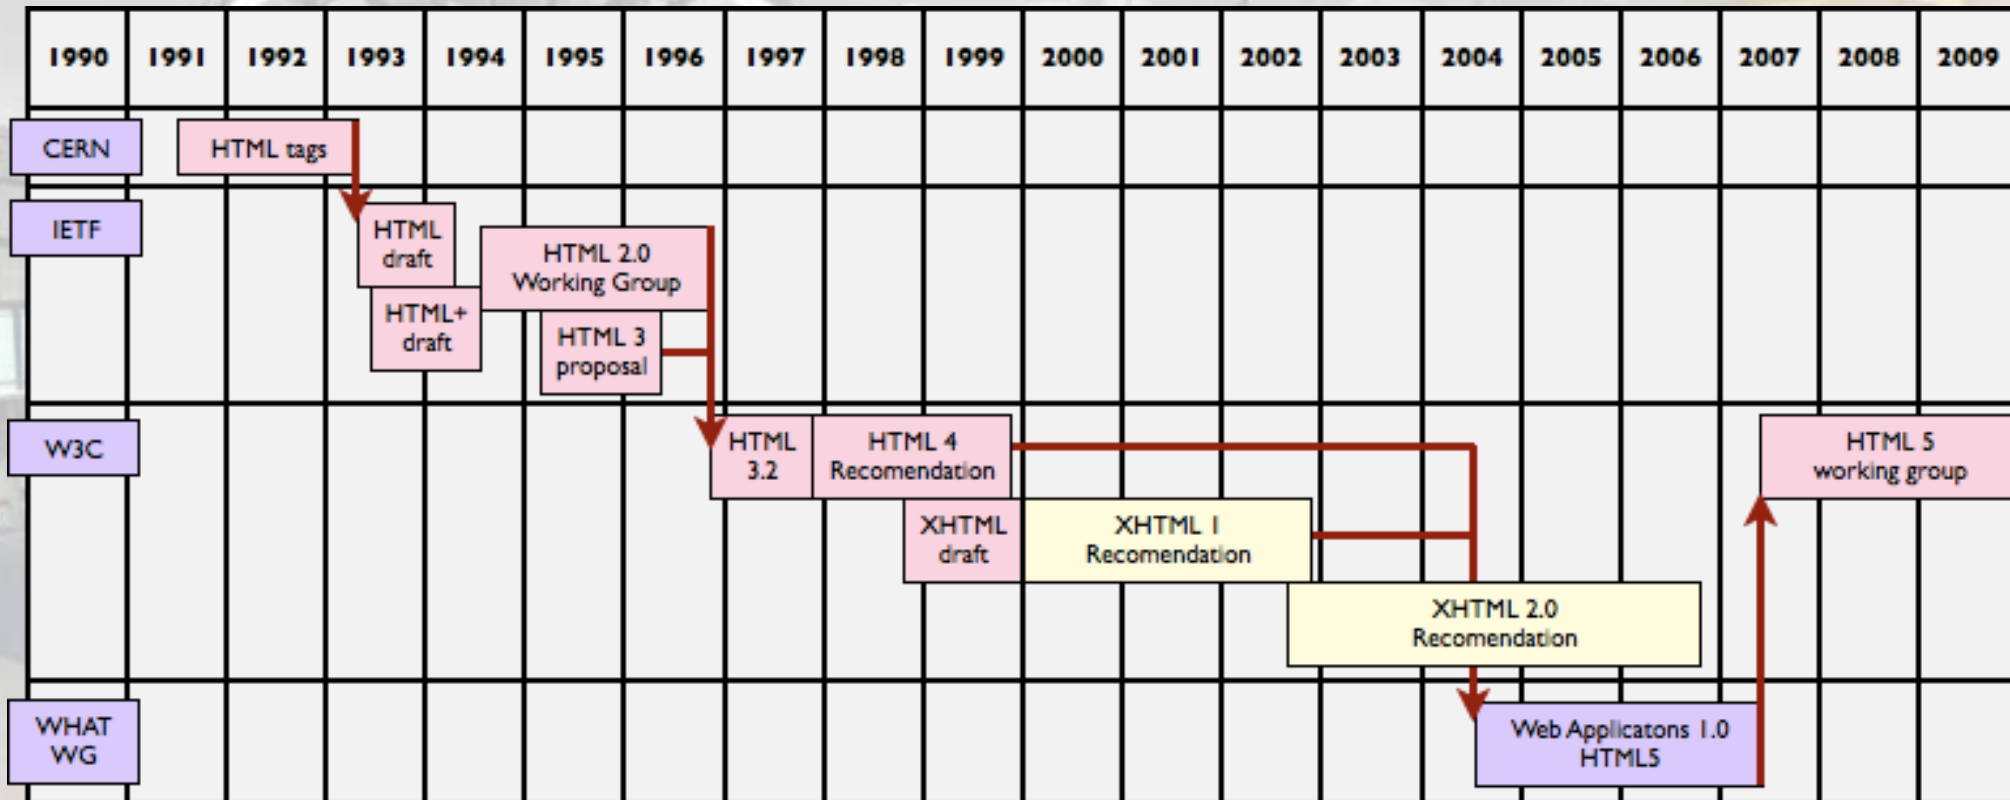 1990 1991 1992 1993 1994 1995 1996 1997 1998 1999 2000 2001 2002 2003 2004 2005 2006 2007 2008 2009
CERN
HTML tags
IETF
HTML
draft
HTML 2.0
Working Group
HTML+
draft
HTML 3
proposal
W3C
HTML
3.2
HTML 4
Recomendation
HTML 5
working group
XHTML
draft
XHTML 1
Recomendation
XHTML 2.0
Recomendation
WHAT
WG
Web Applicatons 1.0
HTML5